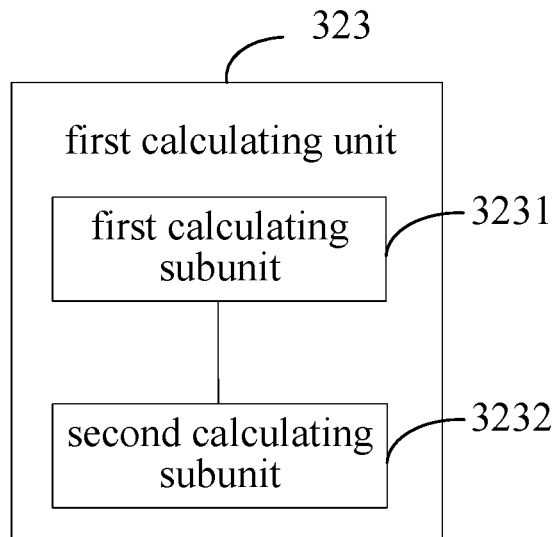 323
first calculating unit
first calculating
subunit
3231
second calculating
subunit
3232